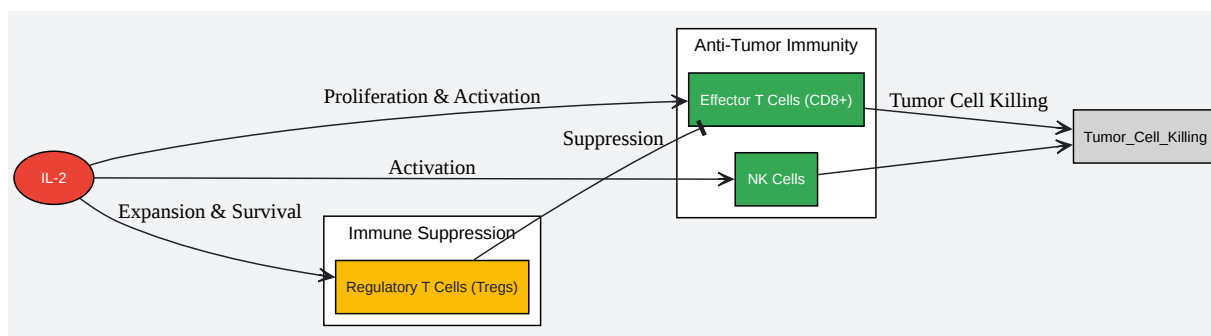 Anti-Tumor Immunity
Effector T Cells (CD8+)
Tumor Cell Killing
Proliferation & Activation
Suppression
Tumor_Cell_Killing
Activation
IL-2
NK Cells
Expansion & Survival
Immune Suppression
Regulatory T Cells (Tregs)